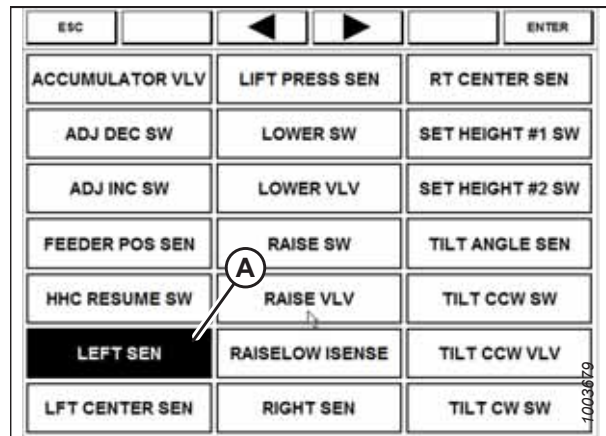 ESC ENTER
ACCUMULATOR VLV LIFT PRESS SEN RT CENTER SEN
ADJ DEC SW LOWER SW SET HEIGHT #1 SW
ADJ INC SW LOWER VLV SET HEIGHT #2 SW
FEEDER POS SEN RAISE SW TILT ANGLE SEN
A
HHC RESUME SW RAISE VLV TILT CCW SW
LEFT SEN RAISELOW ISENSE TILT CCW VLV
LFT CENTER SEN RIGHT SEN TILT CW SW
1003679